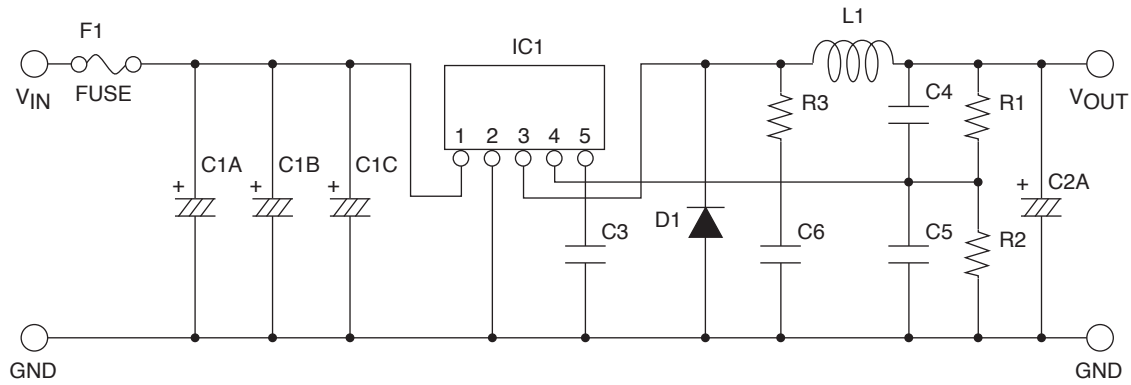 F1
FUSE
VIN
IC1
1 2 3 4 5
L1
VOUT
R3
C4
R1
C1A
C1B
C1C
+
+
+
+
C2A
C3
D1
C6
C5
R2
GND
GND